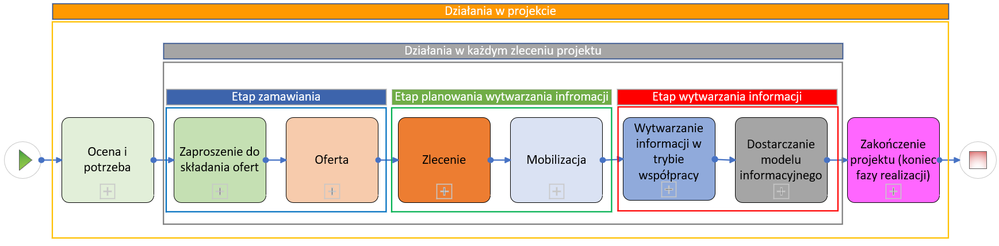 Działania w projekcie
Działania w każdym zleceniu projektu
Etap zamawiania
Etap planowania wytwarzania infromacji
Etap wytwarzania informacji
Ocena i
potrzeba
Zaproszenie do
składania ofert
Oferta
Zlecenie
Mobilizacja
Wytwarzanie
informacji w
trybie
współpracy
Dostarczanie
modelu
informacyjnego
Zakończenie
projektu (koniec
fazy realizacji)